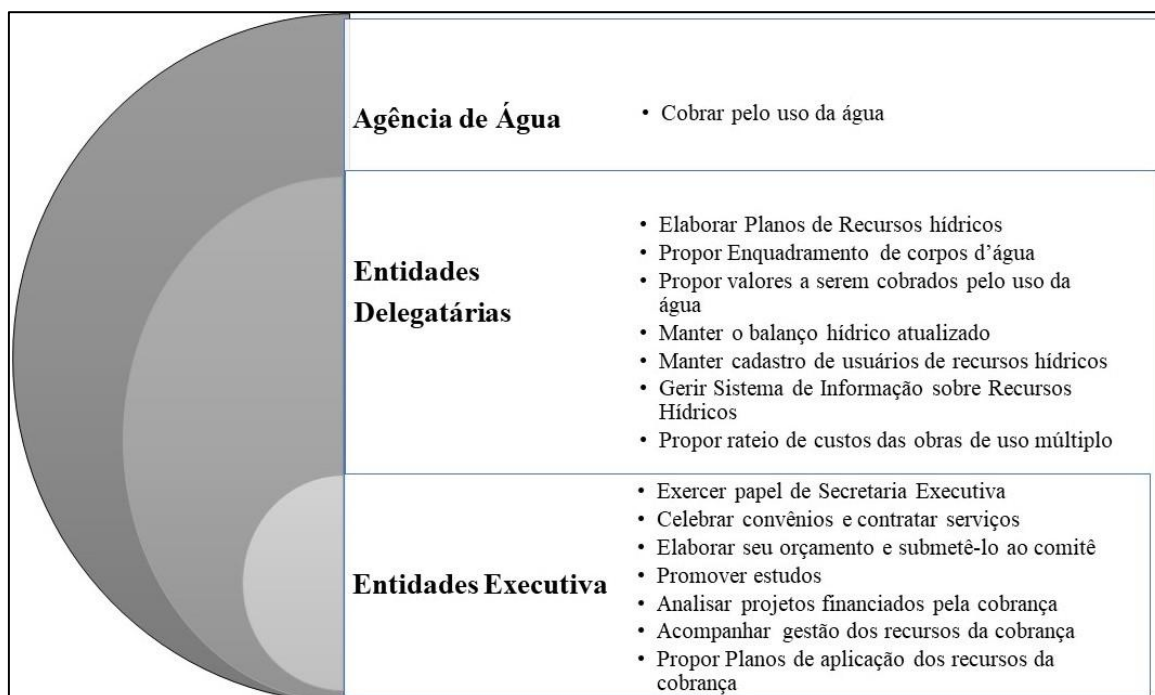 Agência de Água
• Cobrar pelo uso da água
Entidades
Delegatárias
• Elaborar Planos de Recursos hídricos
• Propor Enquadramento de corpos d’água
• Propor valores a serem cobrados pelo uso da
água
• Manter o balanço hídrico atualizado
• Manter cadastro de usuários de recursos hídricos
• Gerir Sistema de Informação sobre Recursos
Hídricos
• Propor rateio de custos das obras de uso múltiplo
Entidades Executiva
• Exercer papel de Secretaria Executiva
• Celebrar convênios e contratar serviços
• Elaborar seu orçamento e submetê-lo ao comitê
• Promover estudos
• Analisar projetos financiados pela cobrança
• Acompanhar gestão dos recursos da cobrança
• Propor Planos de aplicação dos recursos da
cobrança